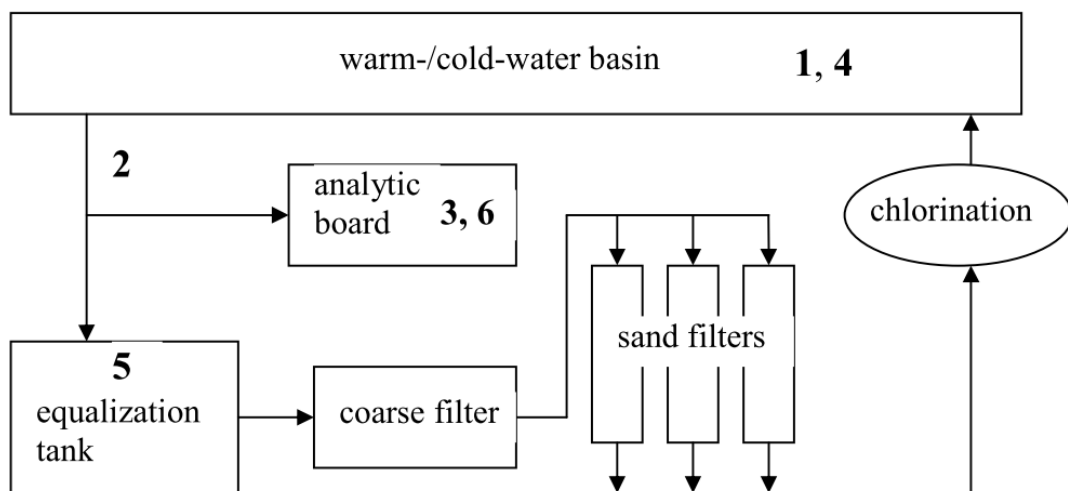 warm-/cold-water basin 1, 4
2
analytic
board 3, 6
chlorination
sand filters
5
equalization
tank
coarse filter